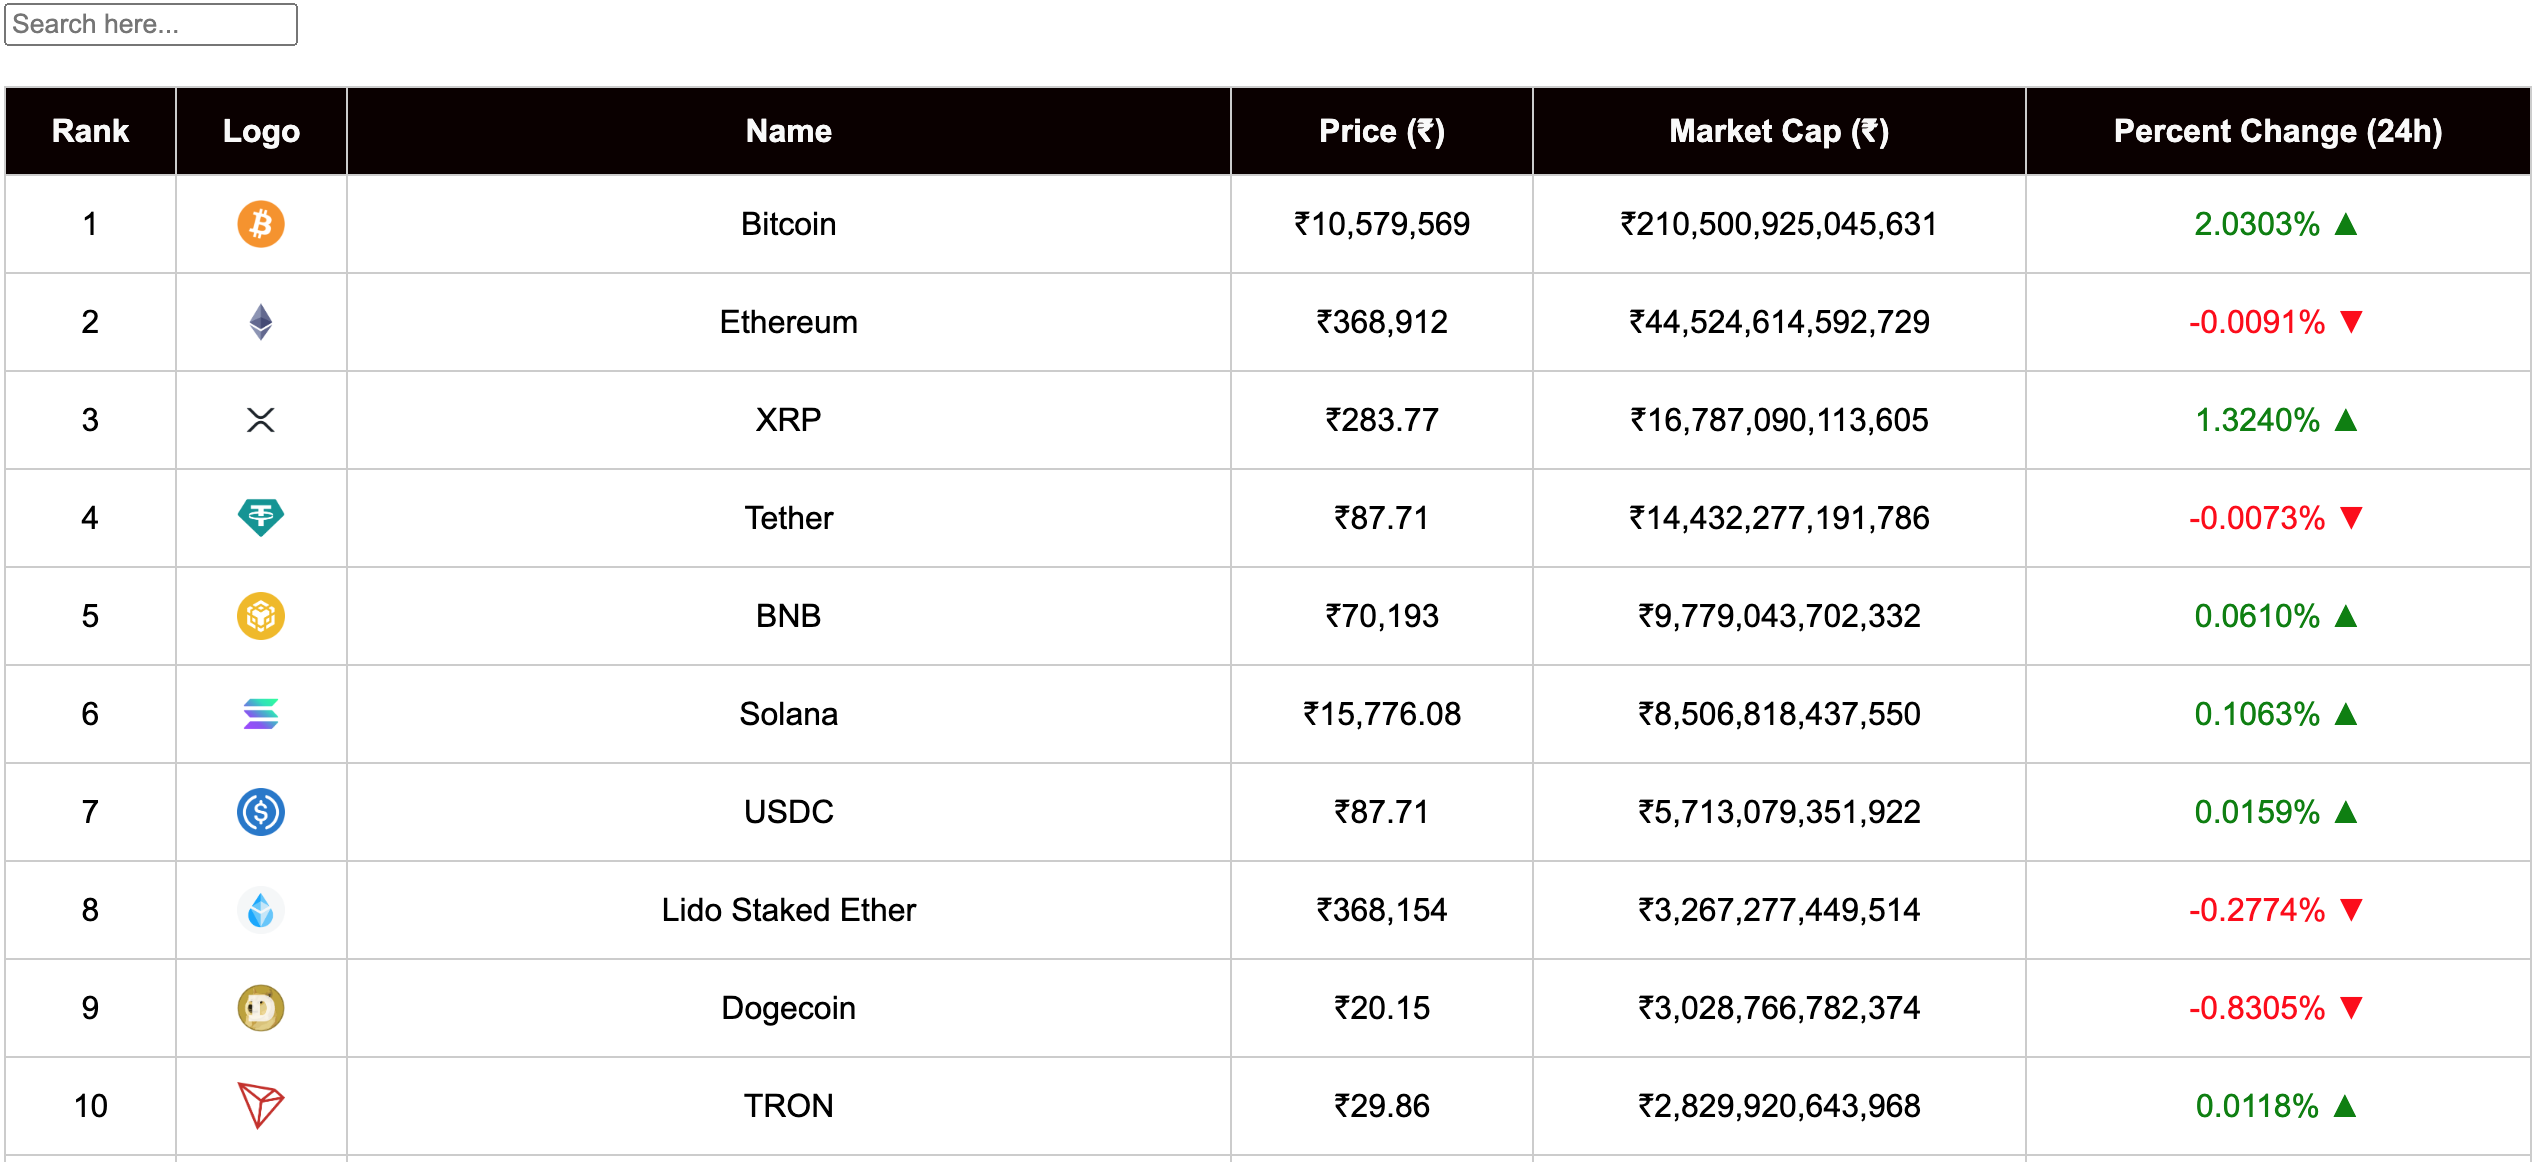 Search here...
Rank Logo Name Price (₹) Market Cap (₹) Percent Change (24h)
1 Bitcoin ₹10,579,569 ₹210,500,925,045,631 2.0303% ▲
2 Ethereum ₹368,912 ₹44,524,614,592,729 -0.0091% ▼
3 XRP ₹283.77 ₹16,787,090,113,605 1.3240% ▲
4 Tether ₹87.71 ₹14,432,277,191,786 -0.0073% ▼
5 BNB ₹70,193 ₹9,779,043,702,332 0.0610% ▲
6 Solana ₹15,776.08 ₹8,506,818,437,550 0.1063% ▲
7 USDC ₹87.71 ₹5,713,079,351,922 0.0159% ▲
8 Lido Staked Ether ₹368,154 ₹3,267,277,449,514 -0.2774% ▼
9 Dogecoin ₹20.15 ₹3,028,766,782,374 -0.8305% ▼
10 TRON ₹29.86 ₹2,829,920,643,968 0.0118% ▲